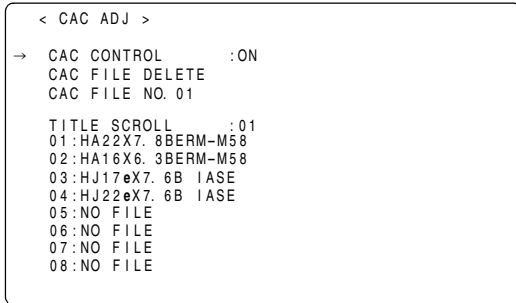 < CAC ADJ >
→ CAC CONTROL :ON
CAC FILE DELETE
CAC FILE NO. 01
TITLE SCROLL :01
01:HA22X7. 8BERM-M58
02:HA16X6. 3BERM-M58
03:HJ17eX7. 6B IASE
04:HJ22eX7. 6B IASE
05:NO FILE
06:NO FILE
07:NO FILE
08:NO FILE